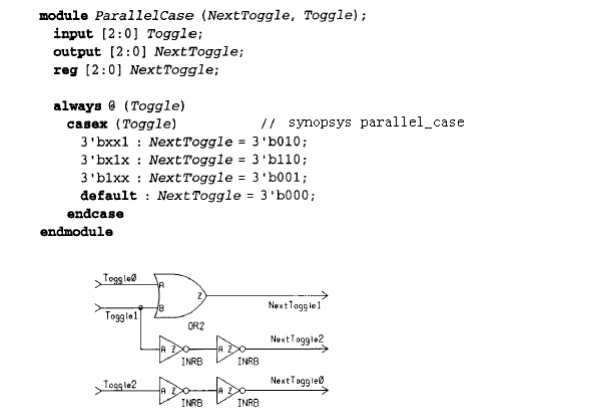 module ParallelCase (NextToggle, Toggle);
input [2:0] Toggle;
output [2:0] NextToggle;
reg [2:0] NextToggle;
always @ (Toggle)
casex (Toggle) // synopsys parallel_case
3'bxx1 : NextToggle = 3'b010;
3'bx1x : NextToggle = 3'b110;
3'b1xx : NextToggle = 3'b001;
default : NextToggle = 3'b000;
endcase
endmodule
Toggle0
A
Z
B
NextToggle1
Toggle1
OR2
NextToggle2
A Z
A Z
INRB
INRB
Toggle2
NextToggle0
A Z
A Z
INRB
INRB